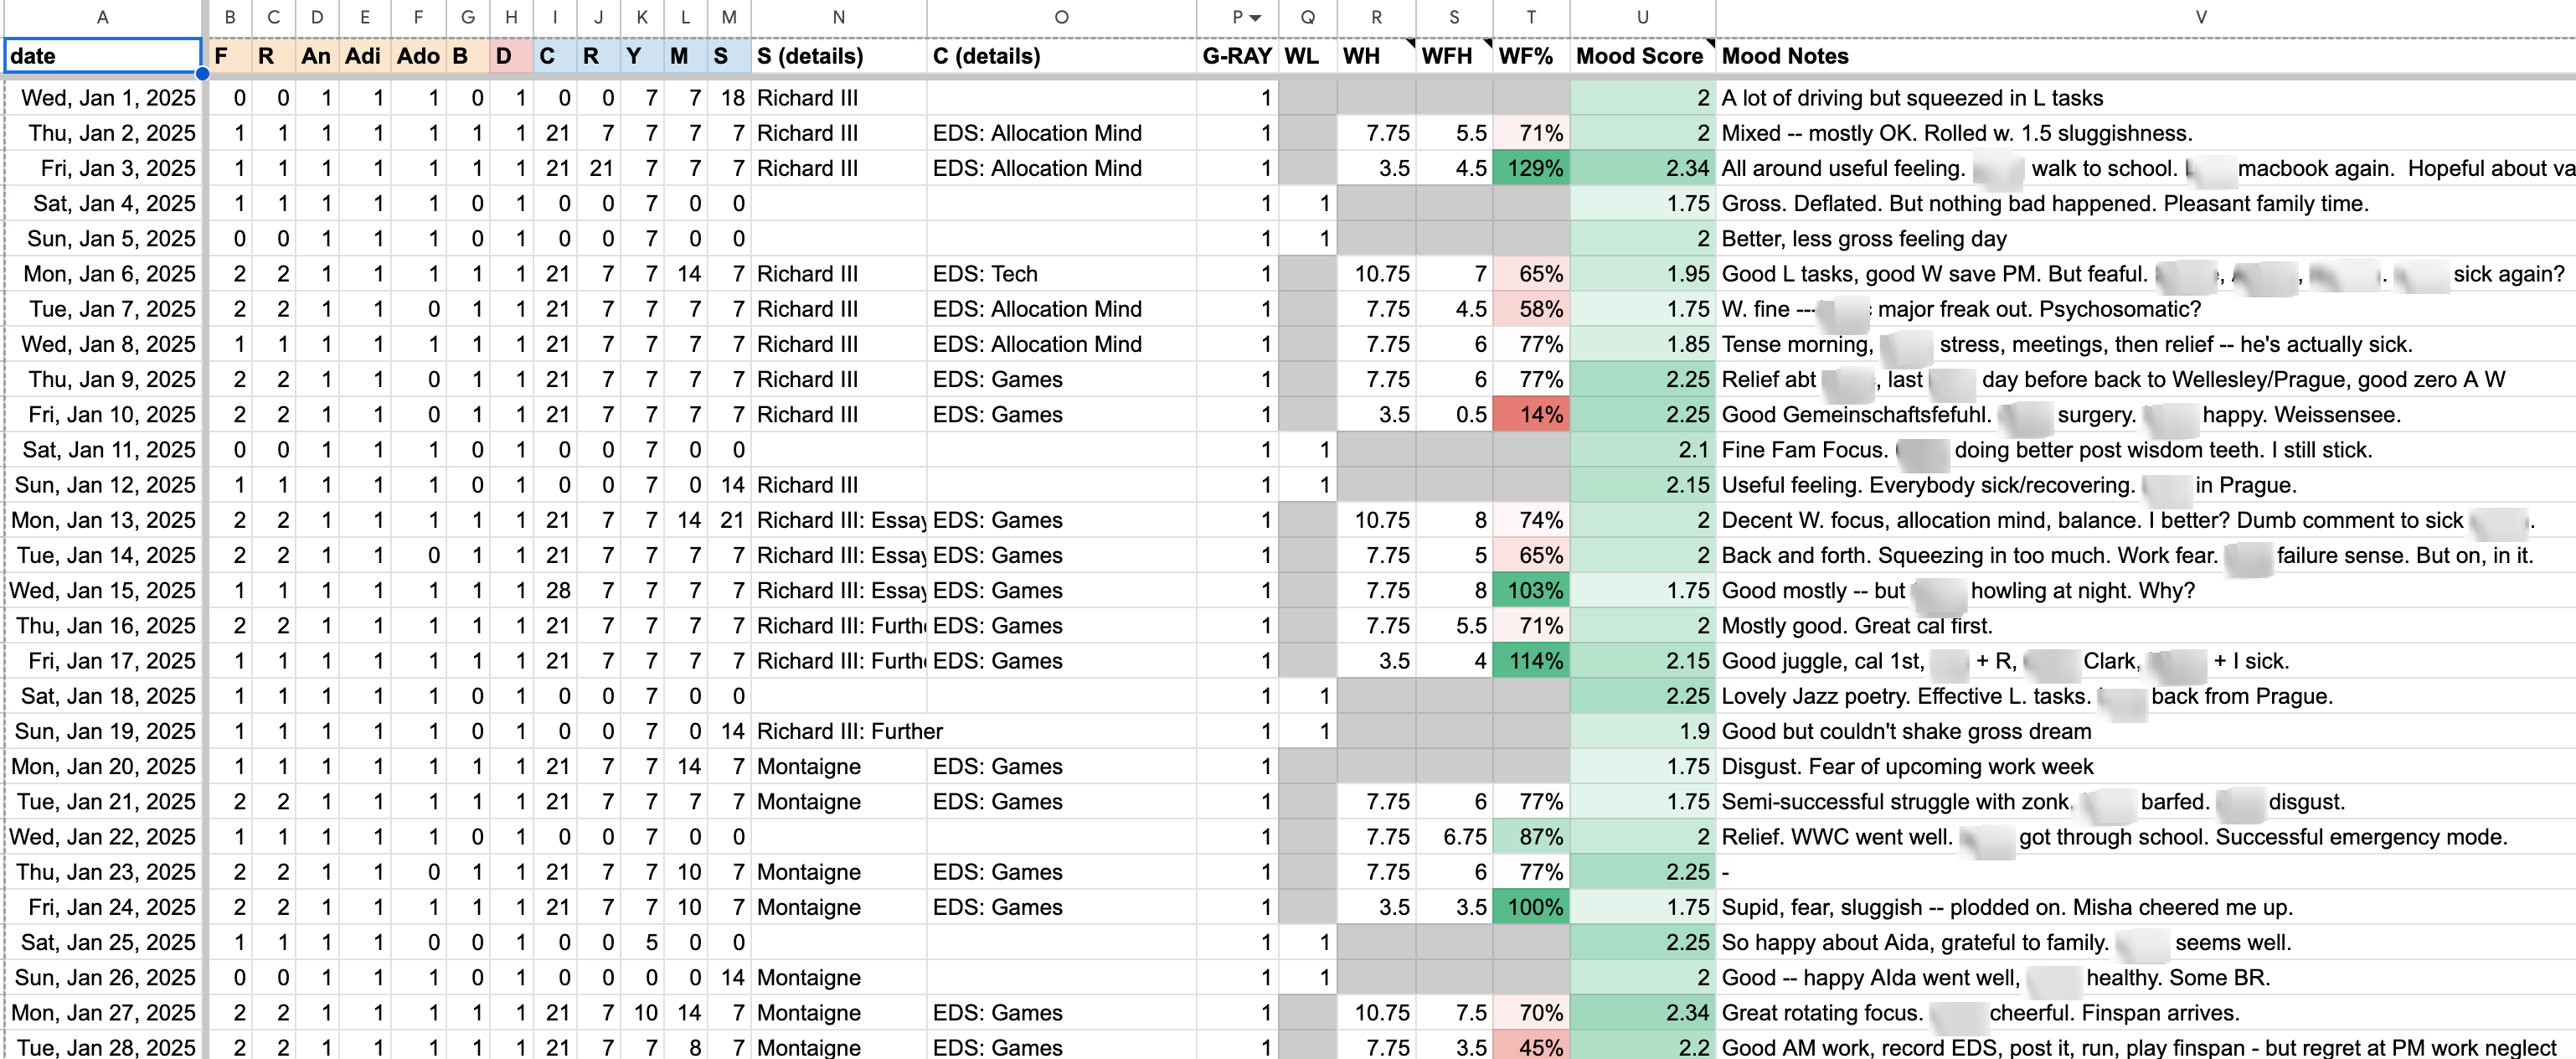 A B C D E F G H I J K L M N O P Q R S T U V
date F R An Adi Ado B D C R Y M S S (details) C (details) G-RAY WL WH WFH WF% Mood Score Mood Notes
Wed, Jan 1, 2025 0 0 1 1 1 0 1 0 0 7 7 18 Richard III 1 2 A lot of driving but squeezed in L tasks
Thu, Jan 2, 2025 1 1 1 1 1 1 1 21 7 7 7 7 Richard III EDS: Allocation Mind 1 7.75 5.5 71% 2 Mixed -- mostly OK. Rolled w. 1.5 sluggishness.
Fri, Jan 3, 2025 1 1 1 1 1 1 1 21 21 7 7 7 Richard III EDS: Allocation Mind 1 3.5 4.5 129% 2.34 All around useful feeling. walk to school. macbook again. Hopeful about va
Sat, Jan 4, 2025 1 1 1 1 1 0 1 0 0 7 0 0 1 1 1.75 Gross. Deflated. But nothing bad happened. Pleasant family time.
Sun, Jan 5, 2025 0 0 1 1 1 0 1 0 0 7 0 0 1 1 2 Better, less gross feeling day
Mon, Jan 6, 2025 2 2 1 1 1 1 1 21 7 7 14 7 Richard III EDS: Tech 1 10.75 7 65% 1.95 Good L tasks, good W save PM. But feaful. , , . sick again?
Tue, Jan 7, 2025 2 2 1 1 0 1 1 21 7 7 7 7 Richard III EDS: Allocation Mind 1 7.75 4.5 58% 1.75 W. fine --- major freak out. Psychosomatic?
Wed, Jan 8, 2025 1 1 1 1 1 1 1 21 7 7 7 7 Richard III EDS: Allocation Mind 1 7.75 6 77% 1.85 Tense morning, stress, meetings, then relief -- he's actually sick.
Thu, Jan 9, 2025 2 2 1 1 0 1 1 21 7 7 7 7 Richard III EDS: Games 1 7.75 6 77% 2.25 Relief abt , last day before back to Wellesley/Prague, good zero A W
Fri, Jan 10, 2025 2 2 1 1 0 1 1 21 7 7 7 7 Richard III EDS: Games 1 3.5 0.5 14% 2.25 Good Gemeinschaftsfefuhl. surgery. happy. Weissensee.
Sat, Jan 11, 2025 0 0 1 1 1 0 1 0 0 7 0 0 1 1 2.1 Fine Fam Focus. doing better post wisdom teeth. I still stick.
Sun, Jan 12, 2025 1 1 1 1 1 0 1 0 0 7 0 14 Richard III 1 1 2.15 Useful feeling. Everybody sick/recovering. in Prague.
Mon, Jan 13, 2025 2 2 1 1 1 1 1 21 7 7 14 21 Richard III: Essay EDS: Games 1 10.75 8 74% 2 Decent W. focus, allocation mind, balance. I better? Dumb comment to sick .
Tue, Jan 14, 2025 2 2 1 1 0 1 1 21 7 7 7 7 Richard III: Essay EDS: Games 1 7.75 5 65% 2 Back and forth. Squeezing in too much. Work fear. failure sense. But on, in it.
Wed, Jan 15, 2025 1 1 1 1 1 1 1 28 7 7 7 7 Richard III: Essay EDS: Games 1 7.75 8 103% 1.75 Good mostly -- but howling at night. Why?
Thu, Jan 16, 2025 2 2 1 1 1 1 1 21 7 7 7 7 Richard III: Furthe EDS: Games 1 7.75 5.5 71% 2 Mostly good. Great cal first.
Fri, Jan 17, 2025 1 1 1 1 1 1 1 21 7 7 7 7 Richard III: Furthe EDS: Games 1 3.5 4 114% 2.15 Good juggle, cal 1st, + R, Clark, + I sick.
Sat, Jan 18, 2025 1 1 1 1 1 0 1 0 0 7 0 0 1 1 2.25 Lovely Jazz poetry. Effective L. tasks. back from Prague.
Sun, Jan 19, 2025 1 1 1 1 1 0 1 0 0 7 0 14 Richard III: Further 1 1 1.9 Good but couldn't shake gross dream
Mon, Jan 20, 2025 1 1 1 1 1 1 1 21 7 7 14 7 Montaigne EDS: Games 1 1.75 Disgust. Fear of upcoming work week
Tue, Jan 21, 2025 2 2 1 1 1 1 1 21 7 7 7 7 Montaigne EDS: Games 1 7.75 6 77% 1.75 Semi-successful struggle with zonk, barfed. disgust.
Wed, Jan 22, 2025 1 1 1 1 1 0 1 0 0 7 0 0 1 7.75 6.75 87% 2 Relief. WWC went well. got through school. Successful emergency mode.
Thu, Jan 23, 2025 2 2 1 1 0 1 1 21 7 7 10 7 Montaigne EDS: Games 1 7.75 6 77% 2.25 -
Fri, Jan 24, 2025 2 2 1 1 1 1 1 21 7 7 10 7 Montaigne EDS: Games 1 3.5 3.5 100% 1.75 Supid, fear, sluggish -- plodded on. Misha cheered me up.
Sat, Jan 25, 2025 1 1 1 1 0 0 1 0 0 5 0 0 1 1 2.25 So happy about Aida, grateful to family. seems well.
Sun, Jan 26, 2025 0 0 1 1 1 0 1 0 0 0 0 14 Montaigne 1 1 2 Good -- happy AIda went well, healthy. Some BR.
Mon, Jan 27, 2025 2 2 1 1 1 1 1 21 7 10 14 7 Montaigne EDS: Games 1 10.75 7.5 70% 2.34 Great rotating focus. cheerful. Finspan arrives.
Tue, Jan 28, 2025 2 2 1 1 1 1 1 21 7 7 8 7 Montaigne EDS: Games 1 7.75 3.5 45% 2.2 Good AM work, record EDS, post it, run, play finspan - but regret at PM work neglect